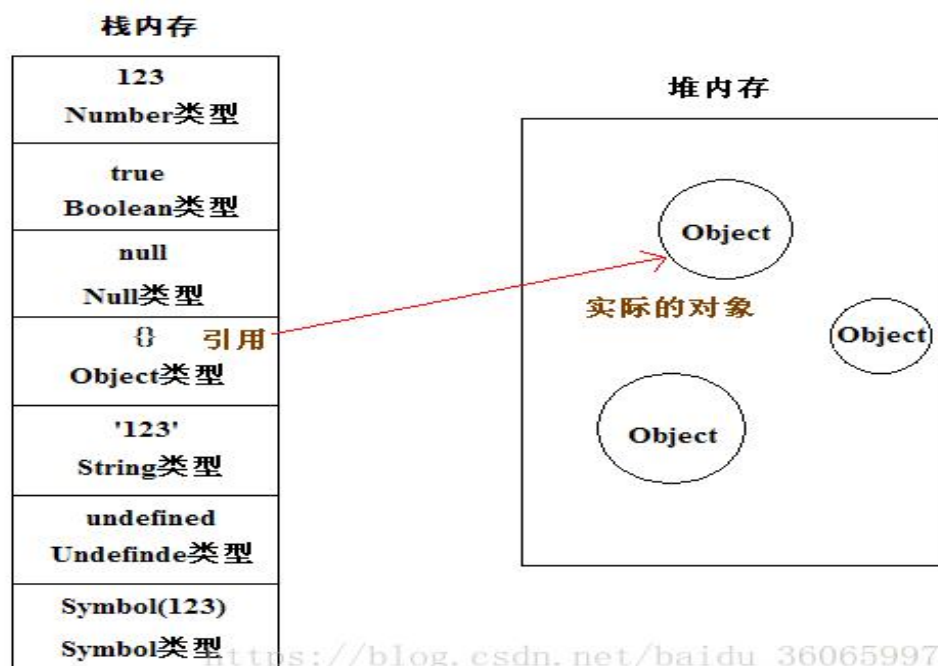 栈内存
123
Number类型
true
Boolean类型
null
Null类型
{} 引用
Object类型
'123'
String类型
undefined
Undefinde类型
Symbol(123)
Symbol类型
堆内存
Object
实际的对象
Object
Object
https://blog.csdn.net/baidu_36065997